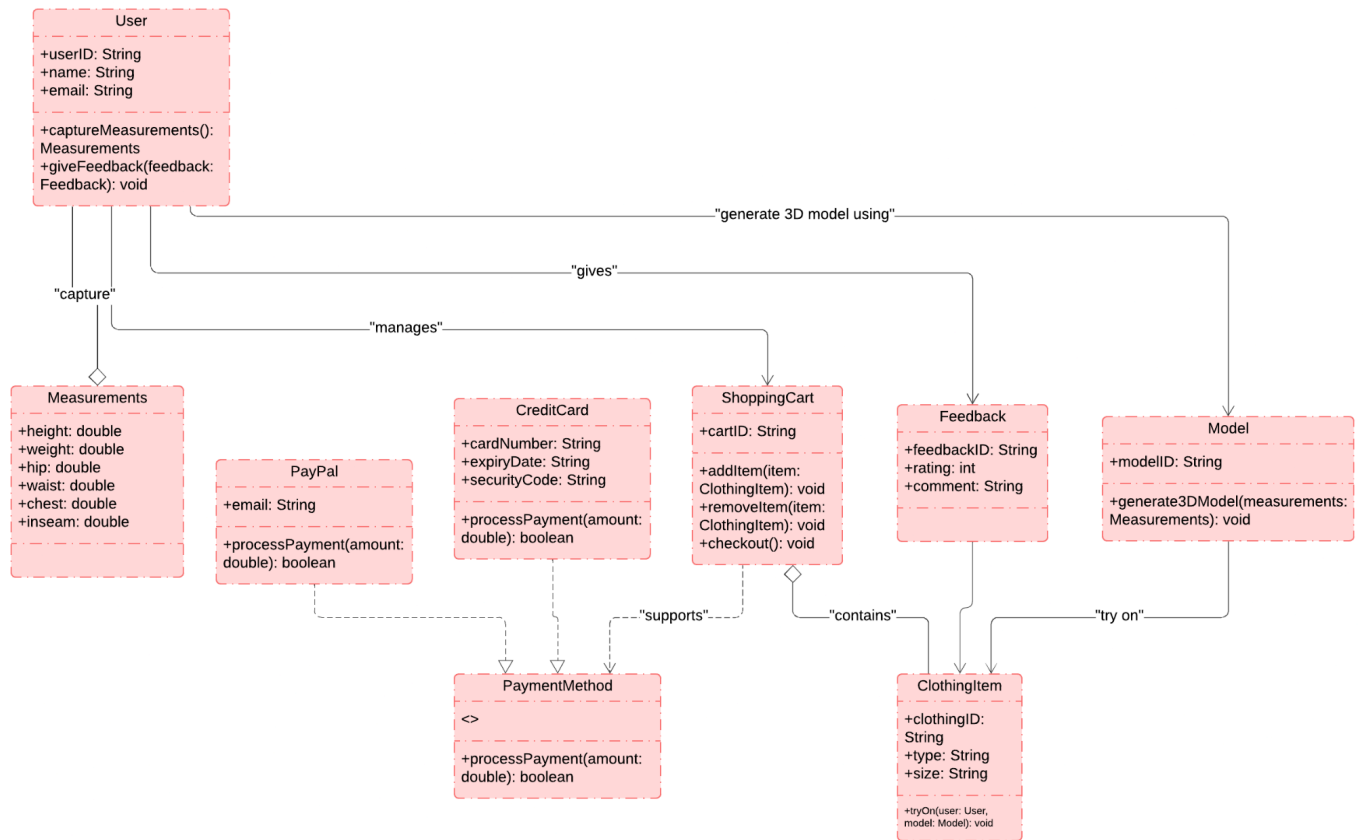 User
+userID: String
+name: String
+email: String
+captureMeasurements():
Measurements
+giveFeedback(feedback:
Feedback): void
"generate 3D model using"
"gives"
"capture"
"manages"
Measurements
+height: double
+weight: double
+hip: double
+waist: double
+chest: double
+inseam: double
PayPal
+email: String
+processPayment(amount:
double): boolean
CreditCard
+cardNumber: String
+expiryDate: String
+securityCode: String
+processPayment(amount:
double): boolean
ShoppingCart
+cartID: String
+addItem(item:
ClothingItem): void
+removeItem(item:
ClothingItem): void
+checkout(): void
Feedback
+feedbackID: String
+rating: int
+comment: String
Model
+modelID: String
+generate3DModel(measurements:
Measurements): void
"supports"
"contains"
"try on"
PaymentMethod
<>
+processPayment(amount:
double): boolean
ClothingItem
+clothingID:
String
+type: String
+size: String
+tryOn(user: User,
model: Model): void